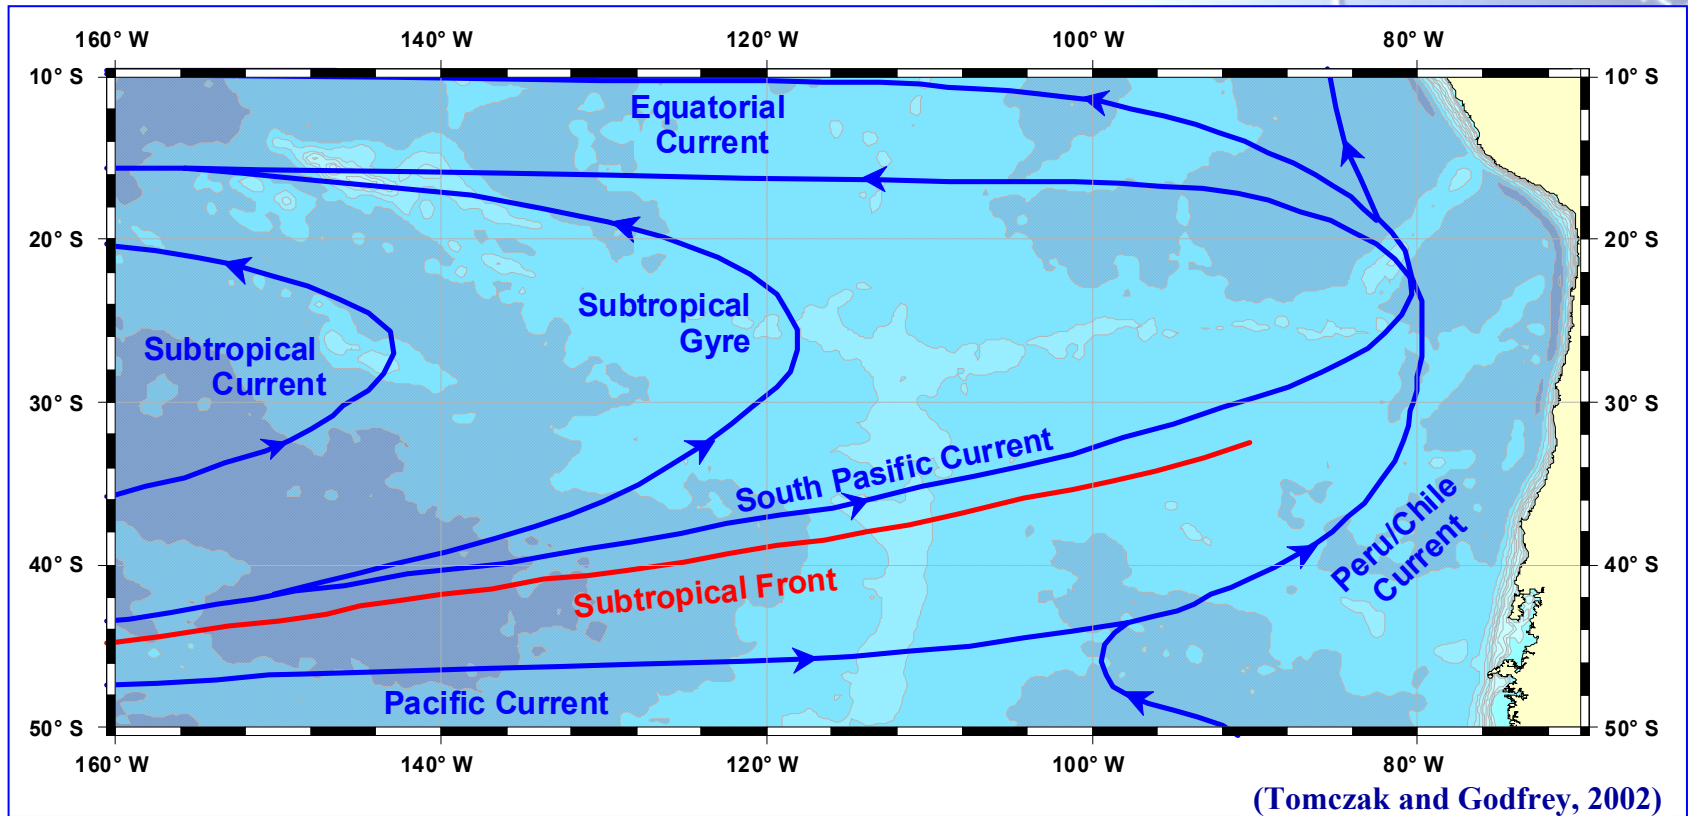 160° W 140° W 120° W 100° W 80° W
10° S 10° S
Equatorial
Current
20° S 20° S
Subtropical
Gyre
Subtropical
Current
30° S 30° S
South Pasific Current
Peru/Chile
Current
40° S 40° S
Subtropical Front
Pacific Current
50° S 50° S
160° W 140° W 120° W 100° W 80° W
(Tomczak and Godfrey, 2002)